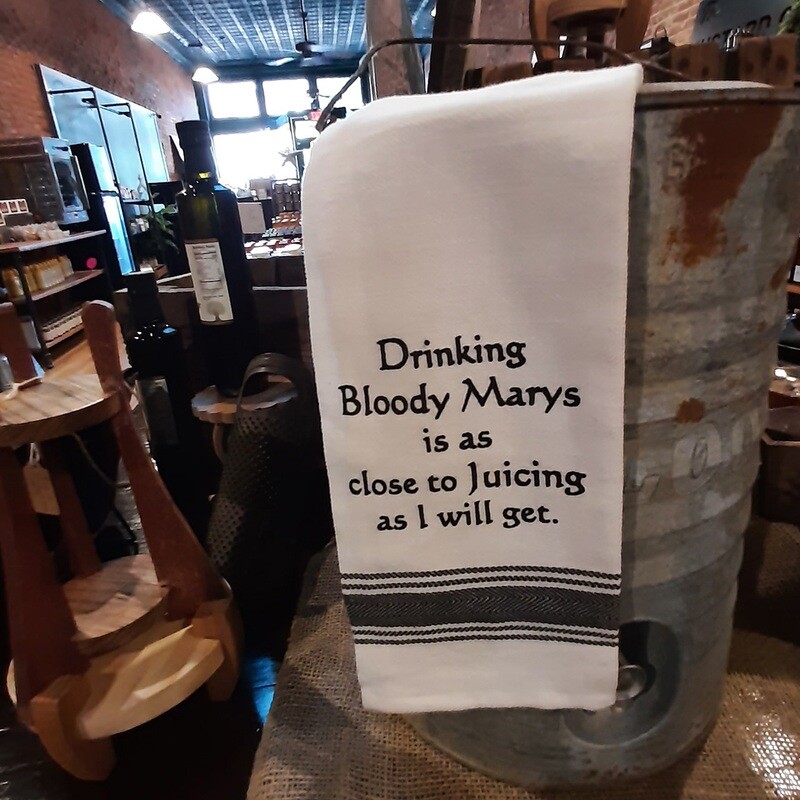 Drinking
Bloody Marys
is as
close to Juicing
as I will get.